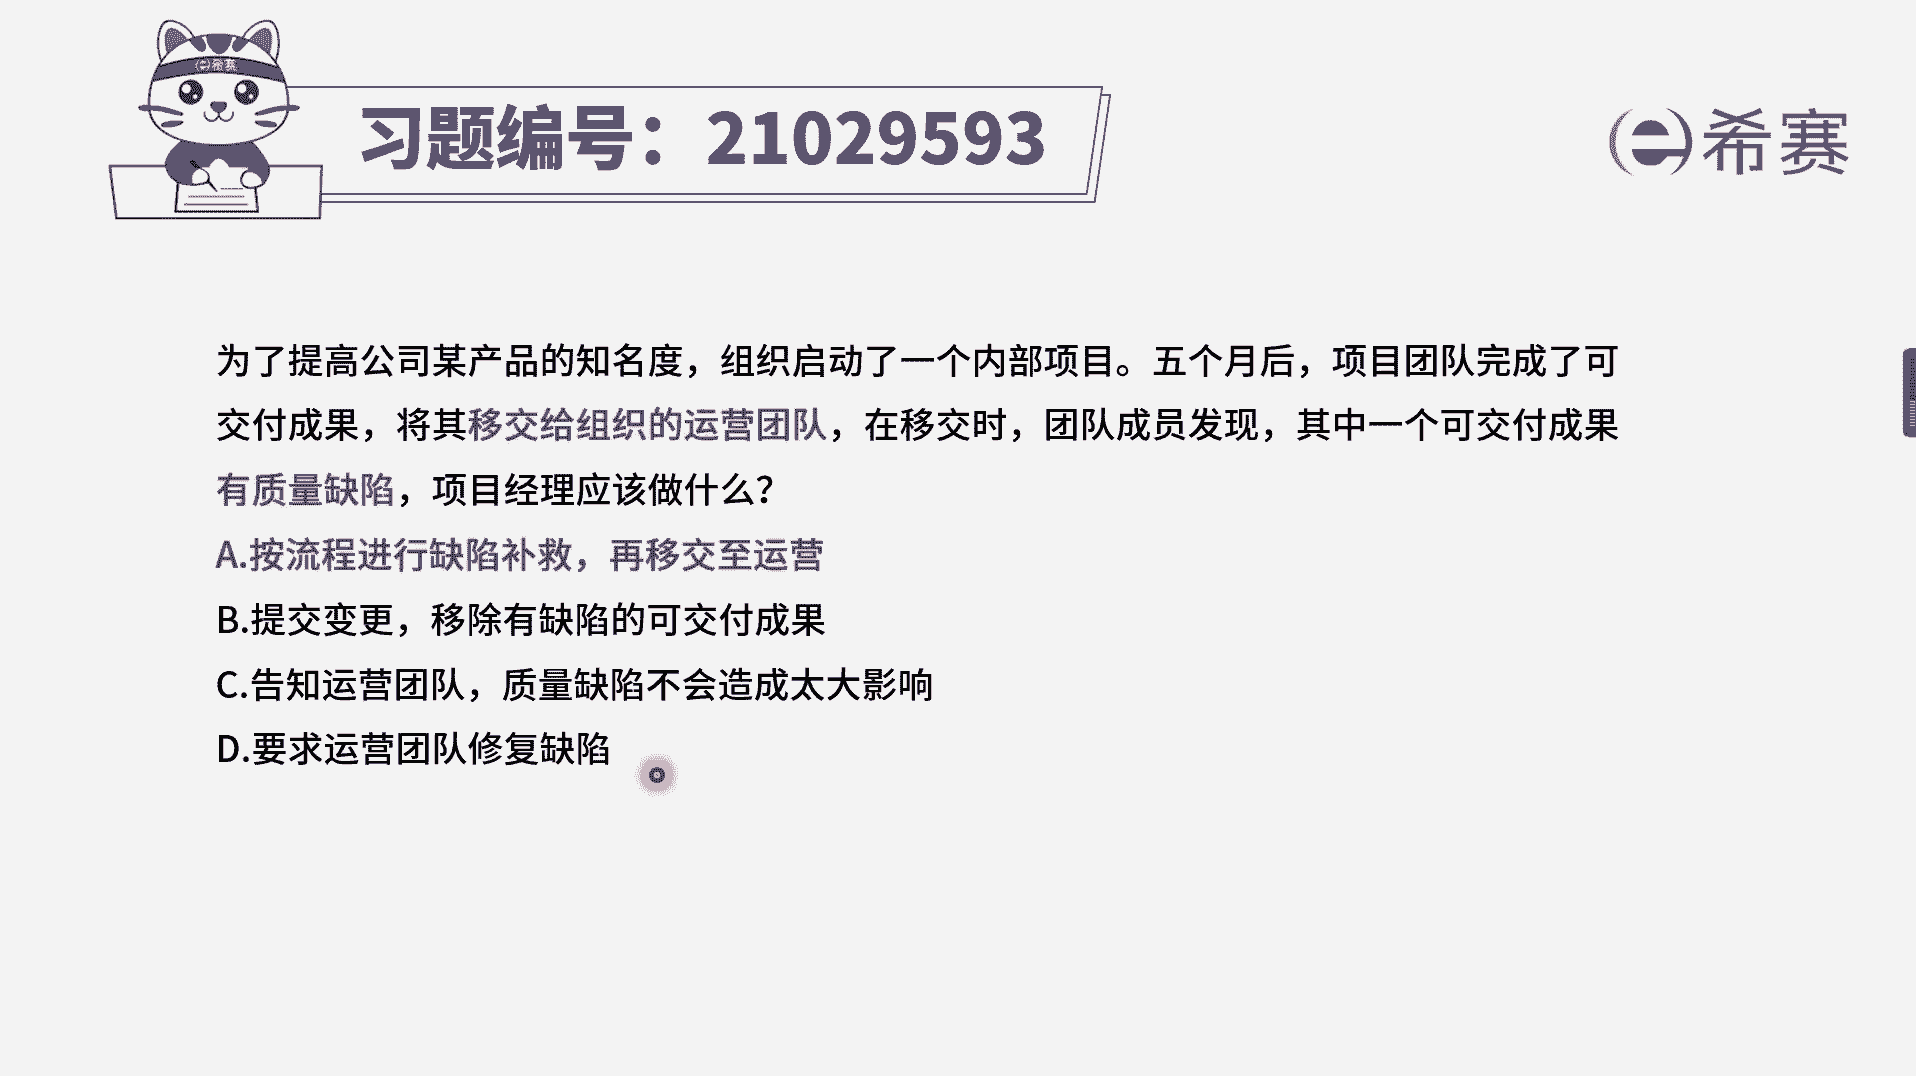 希赛
习题编号：21029593
希赛
为了提高公司某产品的知名度，组织启动了一个内部项目。五个月后，项目团队完成了可
交付成果，将其移交给组织的运营团队，在移交时，团队成员发现，其中一个可交付成果
有质量缺陷，项目经理应该做什么？
A.按流程进行缺陷补救，再移交至运营
B.提交变更，移除有缺陷的可交付成果
C.告知运营团队，质量缺陷不会造成太大影响
D.要求运营团队修复缺陷